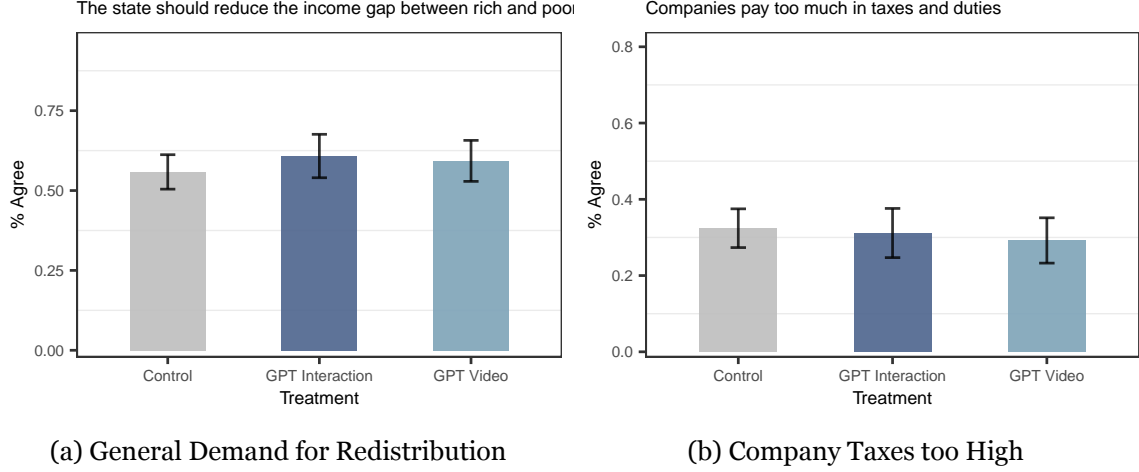 The state should reduce the income gap between rich and poor
% Agree
0.75
0.50
0.25
0.00
Control GPT Interaction GPT Video
Treatment
(a) General Demand for Redistribution
Companies pay too much in taxes and duties
% Agree
0.8
0.6
0.4
0.2
0.0
Control GPT Interaction GPT Video
Treatment
(b) Company Taxes too High